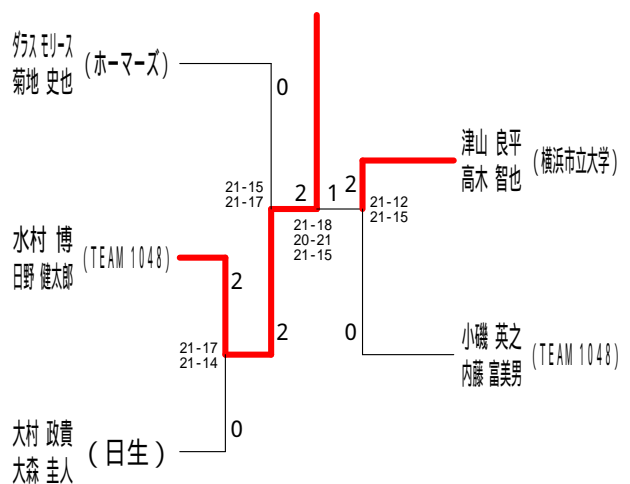 ダラス モリース
菊地 史也
(ホーマーズ)
0
津山 良平
高木 智也
(横浜市立大学)
21-15
21-17
2
1
2
21-12
21-15
21-18
20-21
21-15
水村 博
日野 健太郎
(TEAM 1048)
2
2
0
小磯 英之
内藤 富美男
(TEAM 1048)
21-17
21-14
0
大村 政貴
大森 圭人
(日生)